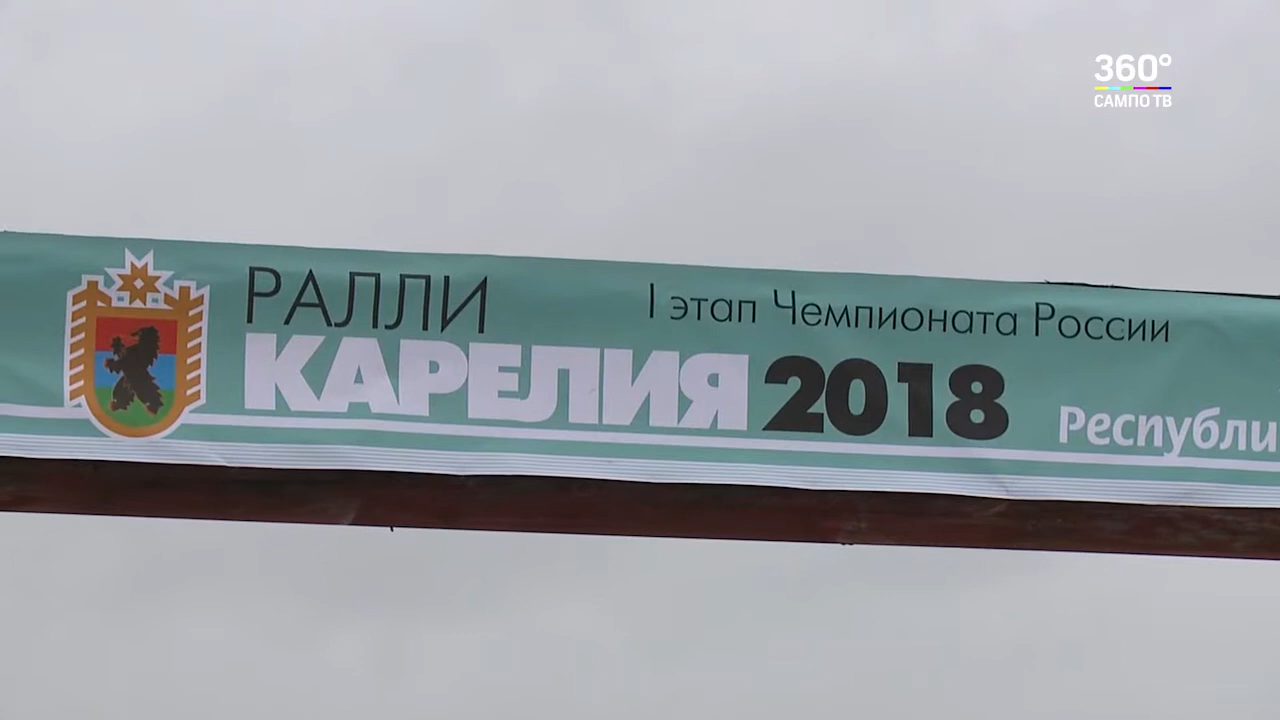 360°
САМПО ТВ
РАЛЛИ
I этап Чемпионата России
КАРЕЛИЯ 2018
Республи